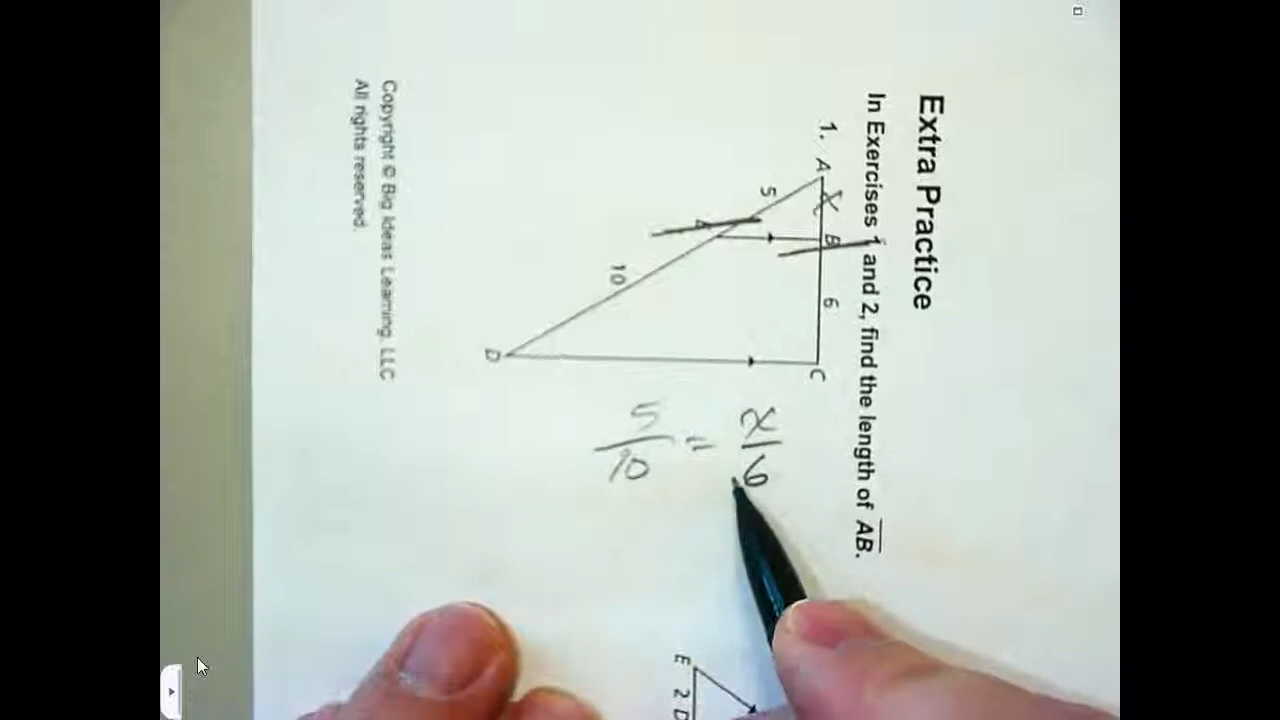 Extra Practice
In Exercises 1 and 2, find the length of AB.
1.
A
X
B
6
C
5
10
D
5/10 = x/6
E
2
D
Copyright © Big Ideas Learning, LLC
All rights reserved.